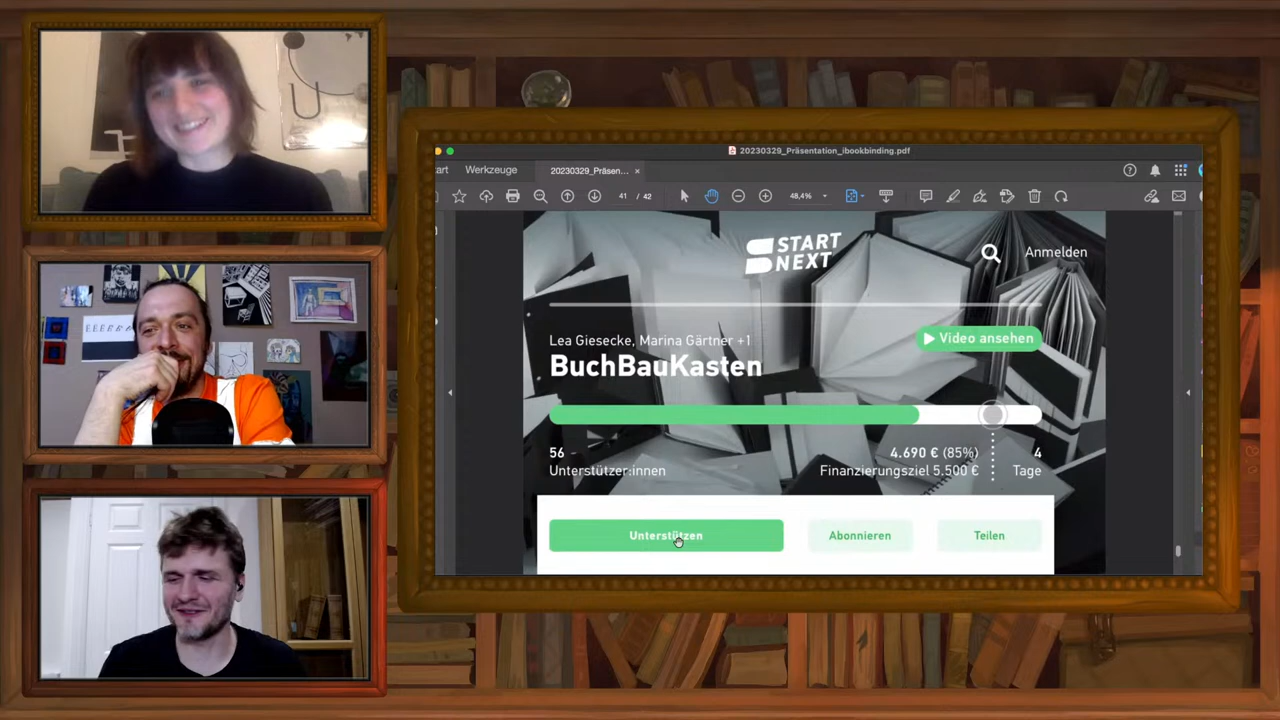 20230329_Präsentation_ibookbinding.pdf
art Werkzeuge 20230329_Präsen... ×
41 / 42 48,4%
START
NEXT
Anmelden
Lea Giesecke, Marina Gärtner +1
Video ansehen
BuchBauKasten
56 4.690 € (85%) 4
Unterstützer:innen Finanzierungsziel 5.500 € Tage
Unterstützen Abonnieren Teilen